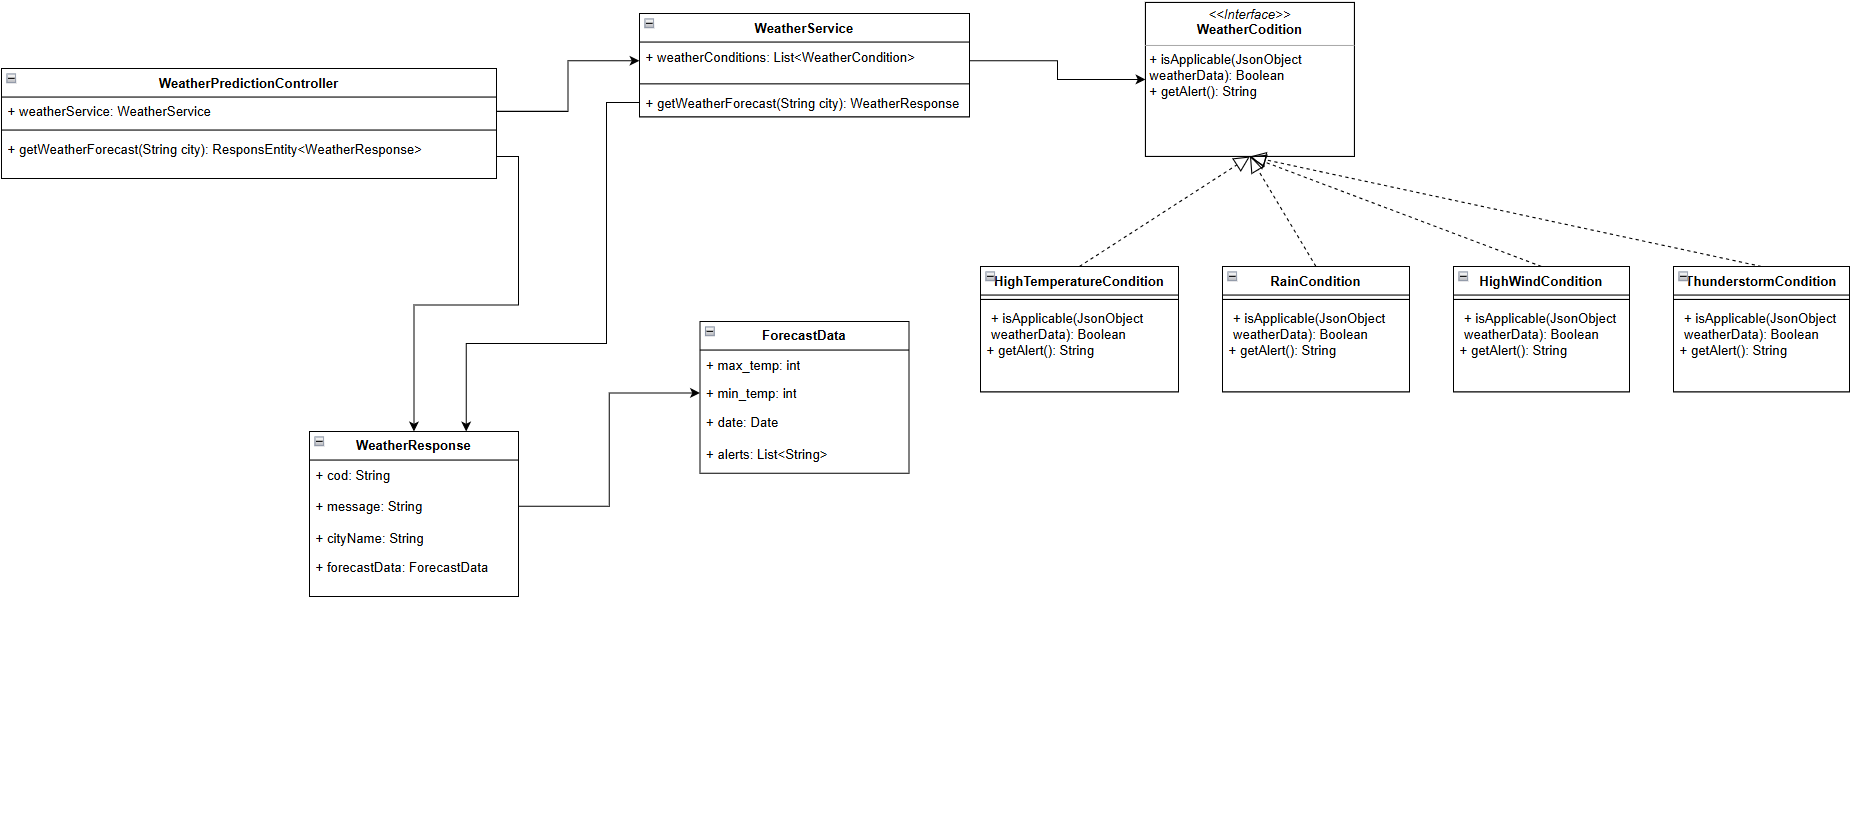 WeatherPredictionController
+ weatherService: WeatherService
+ getWeatherForecast(String city): ResponsEntity<WeatherResponse>
WeatherService
+ weatherConditions: List<WeatherCondition>
+ getWeatherForecast(String city): WeatherResponse
<<Interface>>
WeatherCodition
+ isApplicable(JsonObject
weatherData): Boolean
+ getAlert(): String
HighTemperatureCondition
+ isApplicable(JsonObject
weatherData): Boolean
+ getAlert(): String
RainCondition
+ isApplicable(JsonObject
weatherData): Boolean
+ getAlert(): String
HighWindCondition
+ isApplicable(JsonObject
weatherData): Boolean
+ getAlert(): String
ThunderstormCondition
+ isApplicable(JsonObject
weatherData): Boolean
+ getAlert(): String
ForecastData
+ max_temp: int
+ min_temp: int
+ date: Date
+ alerts: List<String>
WeatherResponse
+ cod: String
+ message: String
+ cityName: String
+ forecastData: ForecastData